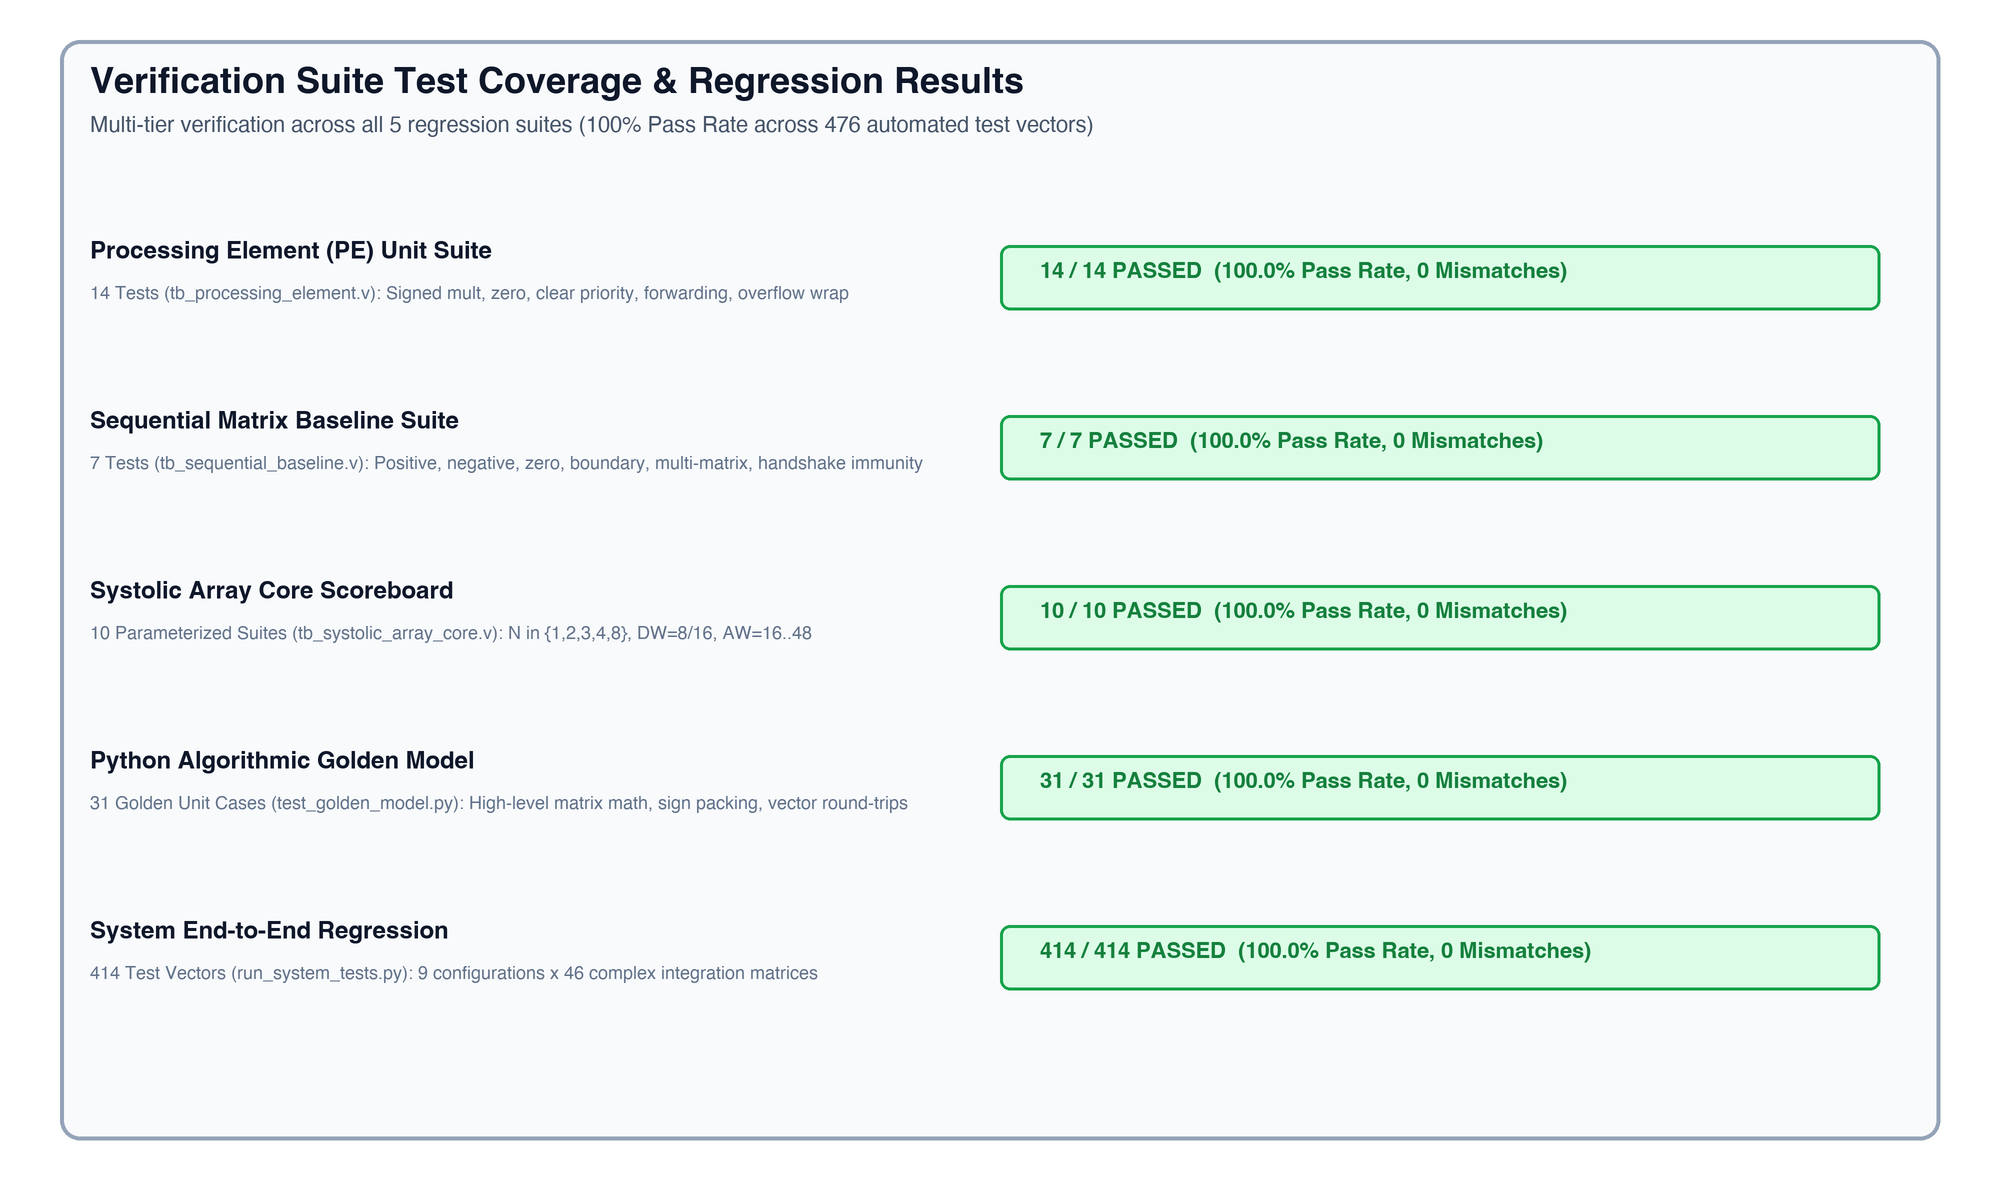 Verification Suite Test Coverage & Regression Results
Multi-tier verification across all 5 regression suites (100% Pass Rate across 476 automated test vectors)
Processing Element (PE) Unit Suite
14 Tests (tb_processing_element.v): Signed mult, zero, clear priority, forwarding, overflow wrap
14 / 14 PASSED (100.0% Pass Rate, 0 Mismatches)
Sequential Matrix Baseline Suite
7 Tests (tb_sequential_baseline.v): Positive, negative, zero, boundary, multi-matrix, handshake immunity
7 / 7 PASSED (100.0% Pass Rate, 0 Mismatches)
Systolic Array Core Scoreboard
10 Parameterized Suites (tb_systolic_array_core.v): N in {1,2,3,4,8}, DW=8/16, AW=16..48
10 / 10 PASSED (100.0% Pass Rate, 0 Mismatches)
Python Algorithmic Golden Model
31 Golden Unit Cases (test_golden_model.py): High-level matrix math, sign packing, vector round-trips
31 / 31 PASSED (100.0% Pass Rate, 0 Mismatches)
System End-to-End Regression
414 Test Vectors (run_system_tests.py): 9 configurations x 46 complex integration matrices
414 / 414 PASSED (100.0% Pass Rate, 0 Mismatches)